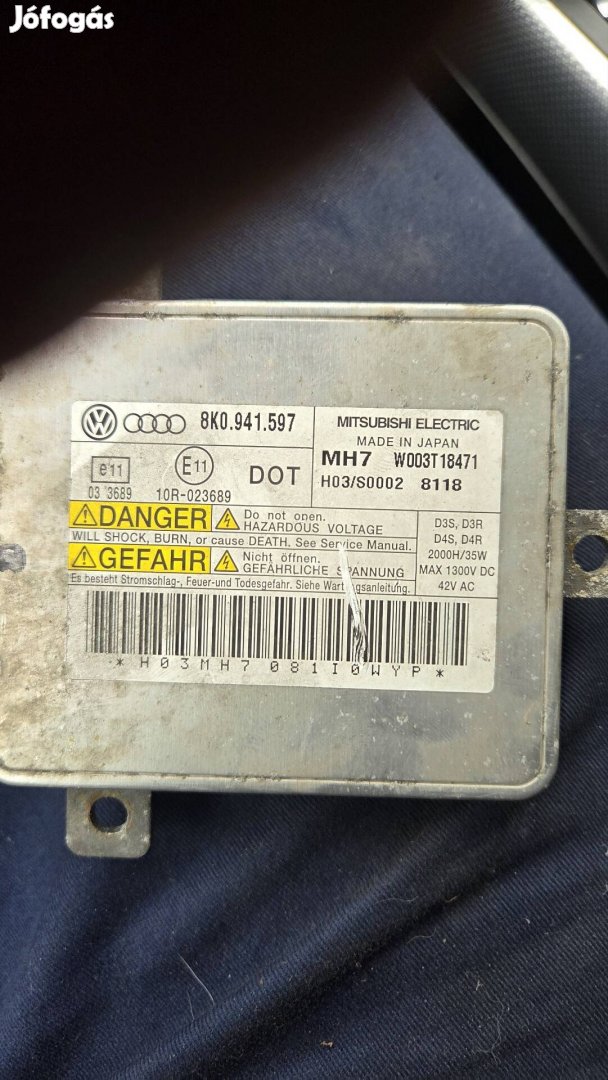 Jófogás
8K0.941.597
MITSUBISHI ELECTRIC
MADE IN JAPAN
MH7 W003T18471
H03/S0002 8118
e11
03 3689
E11
10R-023689
DOT
DANGER
Do not open.
HAZARDOUS VOLTAGE
WILL SHOCK, BURN, or cause DEATH. See Service Manual.
GEFAHR
Nicht öffnen.
GEFÄHRLICHE SPANNUNG
Es besteht Stromschlag-, Feuer-und Todesgefahr. Siehe Wartungsanleitung.
D3S, D3R
D4S, D4R
2000H/35W
MAX 1300V DC
42V AC
*H03MH7081I0WYP*